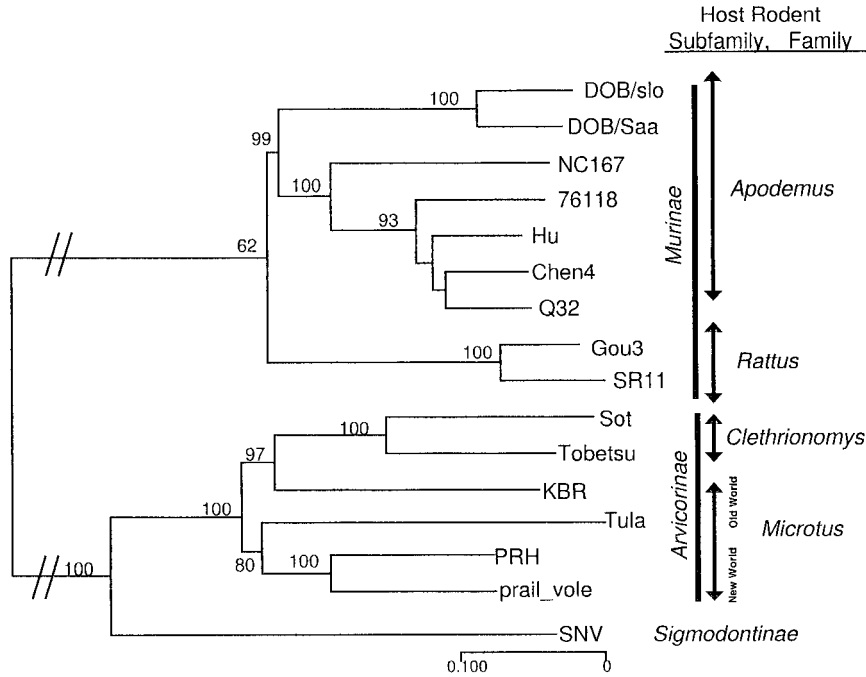 Host Rodent
Subfamily, Family
DOB/slo
100
DOB/Saa
99
NC167
100
Apodemus
76118
93
Hu
Murinae
62
Chen4
Q32
Gou3
100
Rattus
SR11
Sot
100
Clethrionomys
97
Tobetsu
KBR
Old World
100
Tula
Arvicorinae
Microtus
PRH
100
80
100
New World
prail_vole
SNV
Sigmodontinae
0.100
0